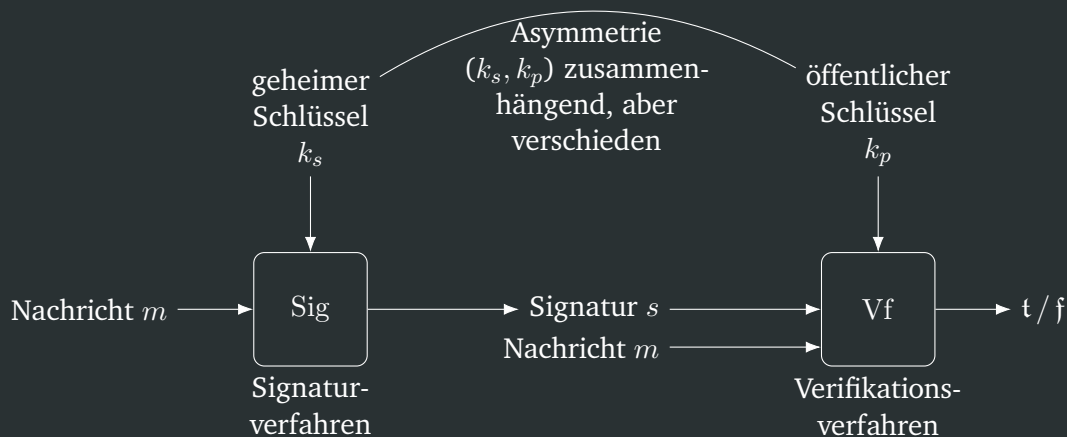 Asymmetrie
(k_s, k_p) zusammen-
hängend, aber
verschieden
geheimer
Schlüssel
k_s
öffentlicher
Schlüssel
k_p
Nachricht m
Sig
Signatur s
Nachricht m
Vf
𝔱/𝔣
Signatur-
verfahren
Verifikations-
verfahren